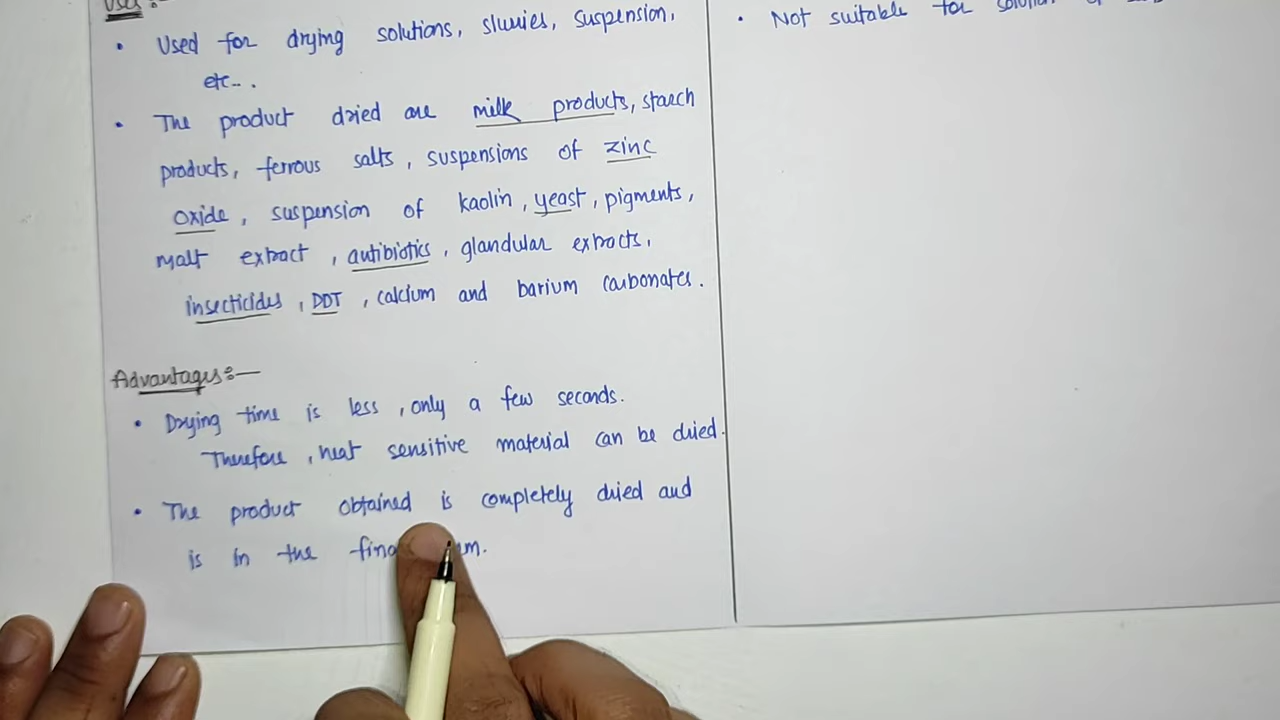 Uses:-
• Used for drying solutions, slurries, suspension,
etc...
• The product dried are milk products, starch
products, ferrous salts, suspensions of zinc
oxide, suspension of kaolin, yeast, pigments,
Malt extract, antibiotics, glandular extracts,
insecticides, DDT, calcium and barium carbonates.
Advantages:-
• Drying time is less, only a few seconds.
Therefore, heat sensitive material can be dried.
• The product obtained is completely dried and
is in the
• Not suitable for